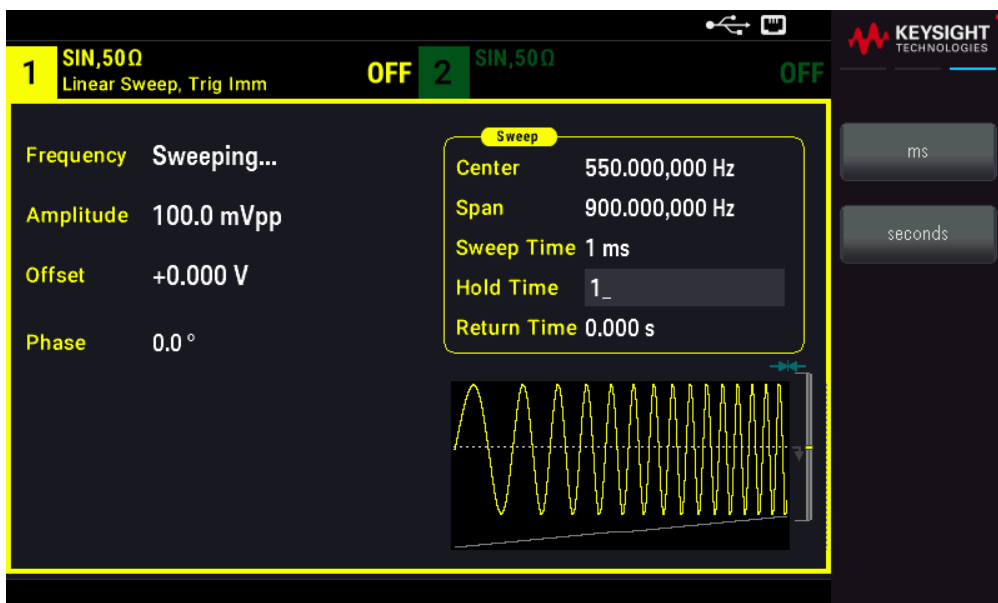 KEYSIGHT
TECHNOLOGIES
1 SIN,50Ω
Linear Sweep, Trig Imm OFF
2 SIN,50Ω OFF
Frequency Sweeping...
Amplitude 100.0 mVpp
Offset +0.000 V
Phase 0.0 °
Sweep
Center 550.000,000 Hz
Span 900.000,000 Hz
Sweep Time 1 ms
Hold Time 1_
Return Time 0.000 s
ms
seconds